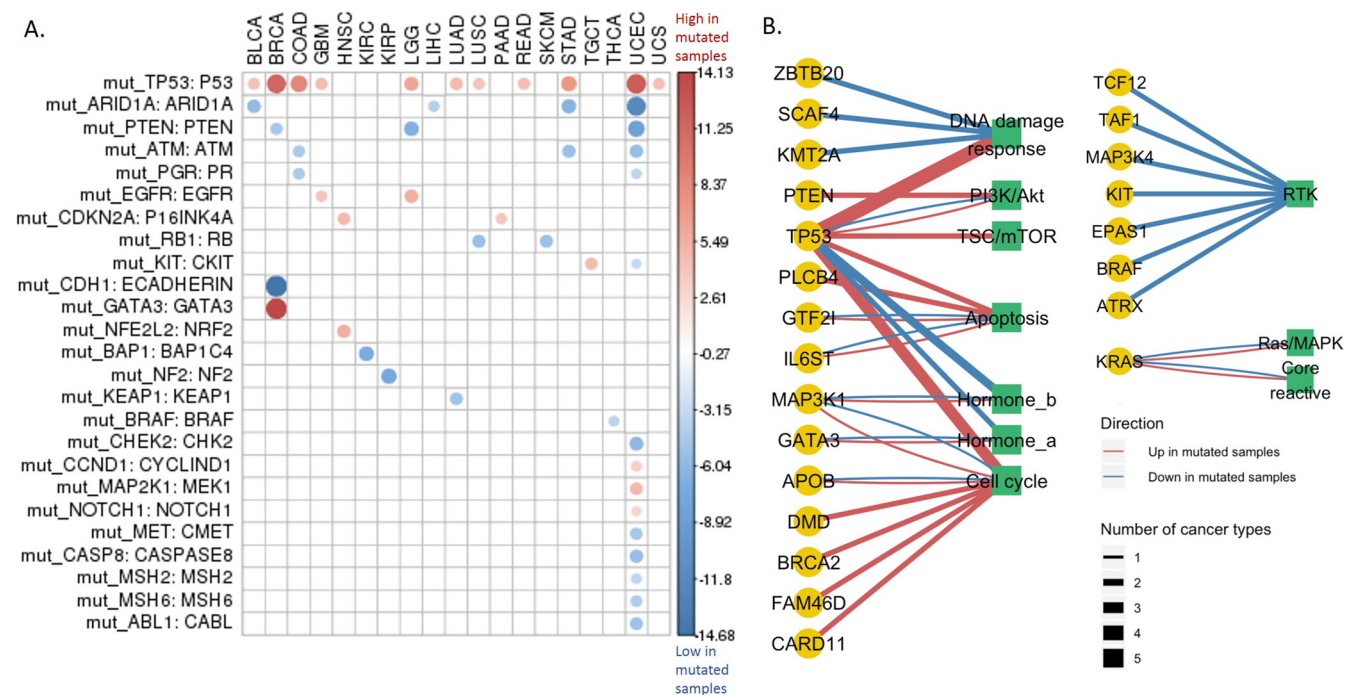 A.
BLCA
BRCA
COAD
GBM
HNSC
KIRC
KIRP
LGG
LIHC
LUAD
LUSC
PAAD
READ
SKCM
STAD
TGCT
THCA
UCEC
UCS
High in
mutated
samples
mut_TP53: P53
mut_ARID1A: ARID1A
mut_PTEN: PTEN
mut_ATM: ATM
mut_PGR: PR
mut_EGFR: EGFR
mut_CDKN2A: P16INK4A
mut_RB1: RB
mut_KIT: CKIT
mut_CDH1: ECADHERIN
mut_GATA3: GATA3
mut_NFE2L2: NRF2
mut_BAP1: BAP1C4
mut_NF2: NF2
mut_KEAP1: KEAP1
mut_BRAF: BRAF
mut_CHEK2: CHK2
mut_CCND1: CYCLIND1
mut_MAP2K1: MEK1
mut_NOTCH1: NOTCH1
mut_MET: CMET
mut_CASP8: CASPASE8
mut_MSH2: MSH2
mut_MSH6: MSH6
mut_ABL1: CABL
14.13
11.25
8.37
5.49
2.61
-0.27
-3.15
-6.04
-8.92
-11.8
-14.68
Low in
mutated
samples
B.
ZBTB20
SCAF4
KMT2A
PTEN
TP53
PLCB4
GTF2I
IL6ST
MAP3K1
GATA3
APOB
DMD
BRCA2
FAM46D
CARD11
DNA damage
response
PI3K/Akt
TSC/mTOR
Apoptosis
Hormone_b
Hormone_a
Cell cycle
TCF12
TAF1
MAP3K4
KIT
EPAS1
BRAF
ATRX
KRAS
RTK
Ras/MAPK
Core
reactive
Direction
Up in mutated samples
Down in mutated samples
Number of cancer types
1
2
3
4
5